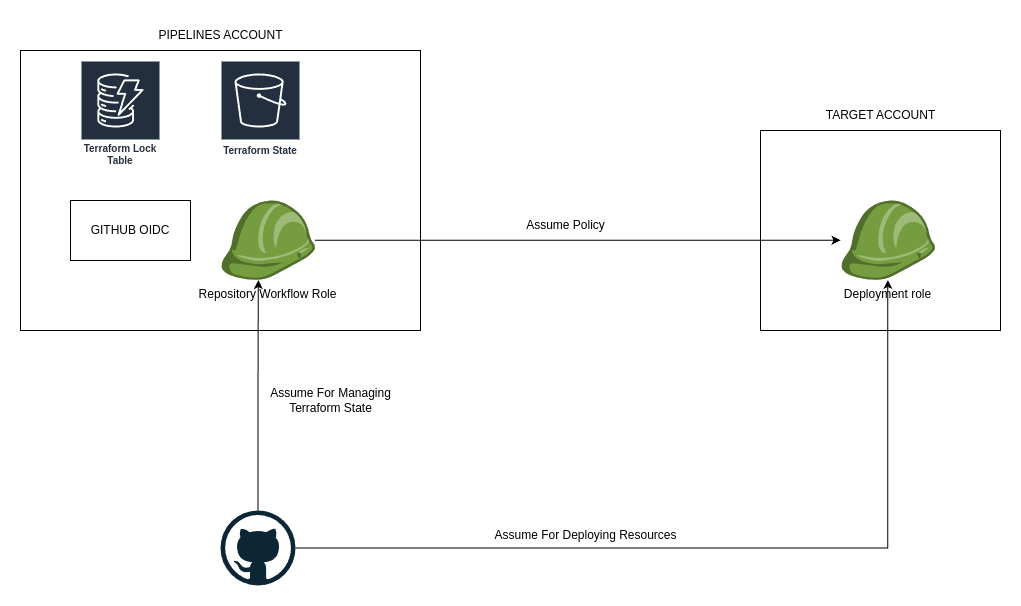 PIPELINES ACCOUNT
Terraform Lock
Table
Terraform State
TARGET ACCOUNT
GITHUB OIDC
Assume Policy
Repository Workflow Role
Deployment role
Assume For Managing
Terraform State
Assume For Deploying Resources